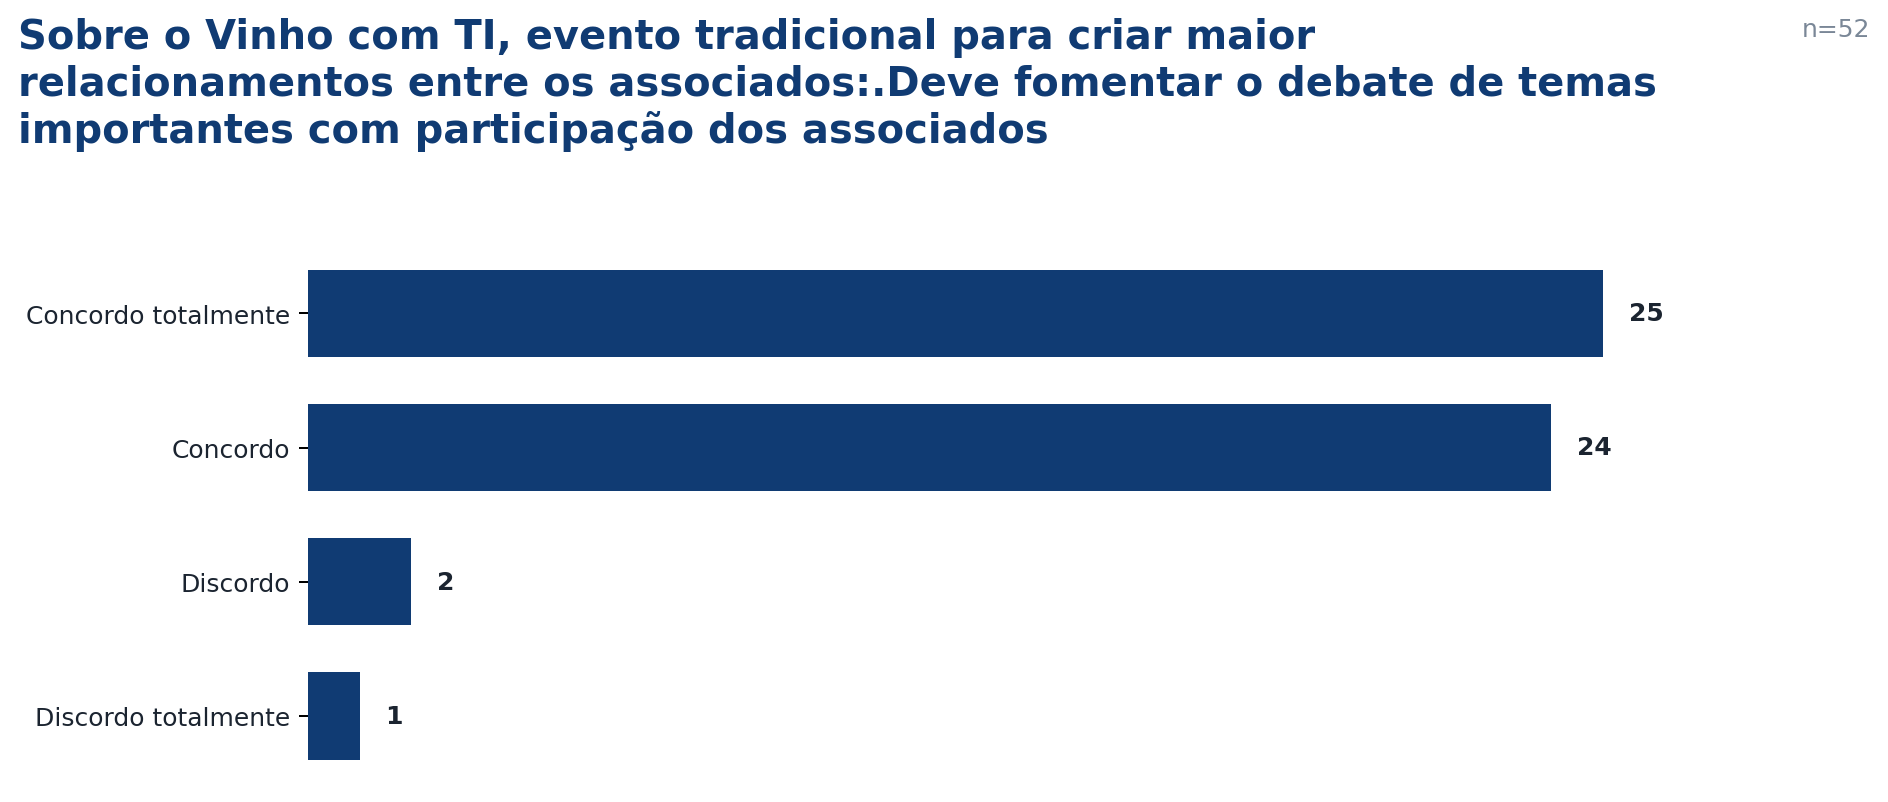 Sobre o Vinho com TI, evento tradicional para criar maior
relacionamentos entre os associados:.Deve fomentar o debate de temas
importantes com participação dos associados
n=52
Concordo totalmente
25
Concordo
24
Discordo
2
Discordo totalmente
1